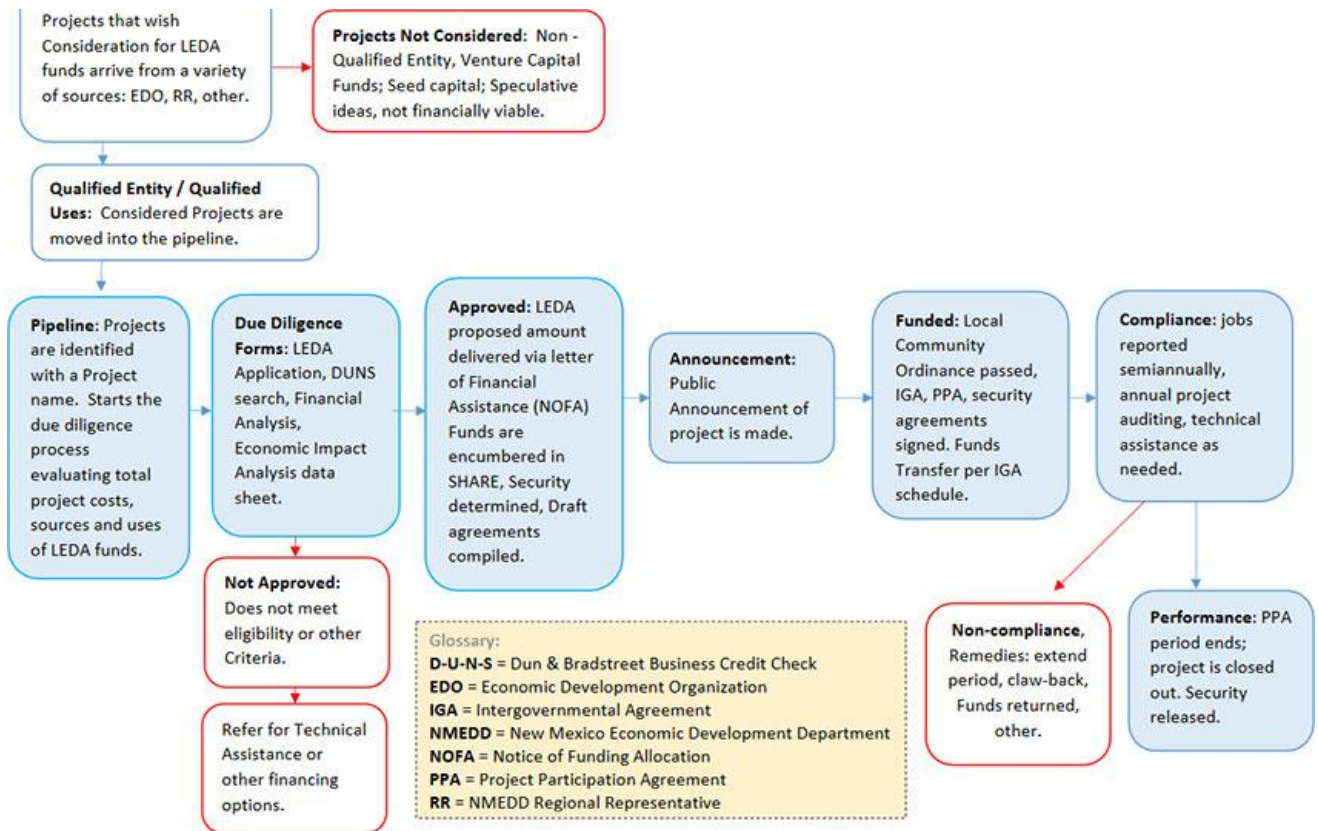 Projects that wish
Consideration for LEDA
funds arrive from a variety
of sources: EDO, RR, other.
Projects Not Considered: Non -
Qualified Entity, Venture Capital
Funds; Seed capital; Speculative
ideas, not financially viable.
Qualified Entity / Qualified
Uses: Considered Projects are
moved into the pipeline.
Pipeline: Projects
are identified
with a Project
name. Starts the
due diligence
process
evaluating total
project costs,
sources and uses
of LEDA funds.
Due Diligence
Forms: LEDA
Application, DUNS
search, Financial
Analysis,
Economic Impact
Analysis data
sheet.
Approved: LEDA
proposed amount
delivered via letter
of Financial
Assistance (NOFA)
Funds are
encumbered in
SHARE, Security
determined, Draft
agreements
compiled.
Announcement:
Public
Announcement of
project is made.
Funded: Local
Community
Ordinance passed,
IGA, PPA, security
agreements
signed. Funds
Transfer per IGA
schedule.
Compliance: jobs
reported
semiannually,
annual project
auditing, technical
assistance as
needed.
Not Approved:
Does not meet
eligibility or other
Criteria.
Refer for Technical
Assistance or
other financing
options.
Glossary:
D-U-N-S = Dun & Bradstreet Business Credit Check
EDO = Economic Development Organization
IGA = Intergovernmental Agreement
NMEDD = New Mexico Economic Development Department
NOFA = Notice of Funding Allocation
PPA = Project Participation Agreement
RR = NMEDD Regional Representative
Non-compliance,
Remedies: extend
period, claw-back,
Funds returned,
other.
Performance: PPA
period ends;
project is closed
out. Security
released.